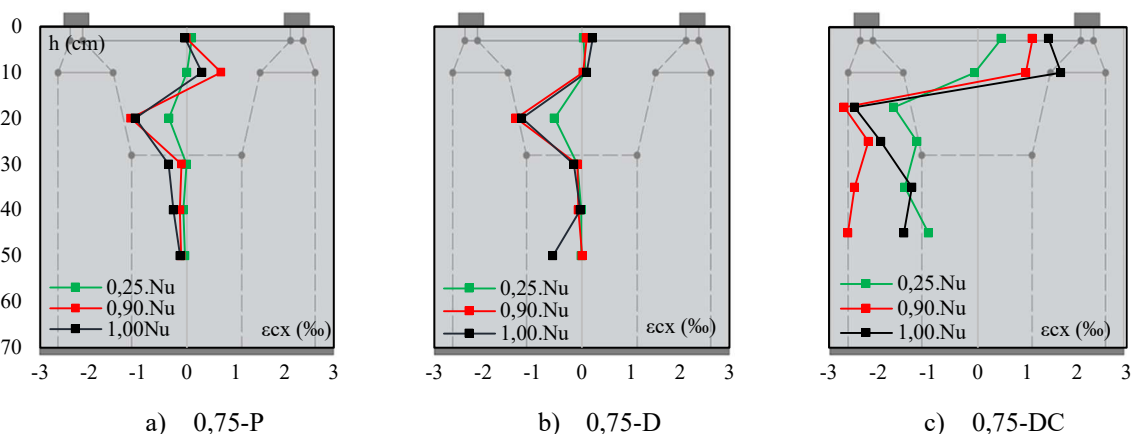 0
h (cm)
10
20
30
40
50
60
70
0,25.Nu
0,90.Nu
1,00Nu
εcx (‰)
-3 -2 -1 0 1 2 3
a) 0,75-P
0,25.Nu
0,90.Nu
1,00.Nu
εcx (‰)
-3 -2 -1 0 1 2 3
b) 0,75-D
0,25.Nu
0,90.Nu
1,00.Nu
εcx (‰)
-3 -2 -1 0 1 2 3
c) 0,75-DC